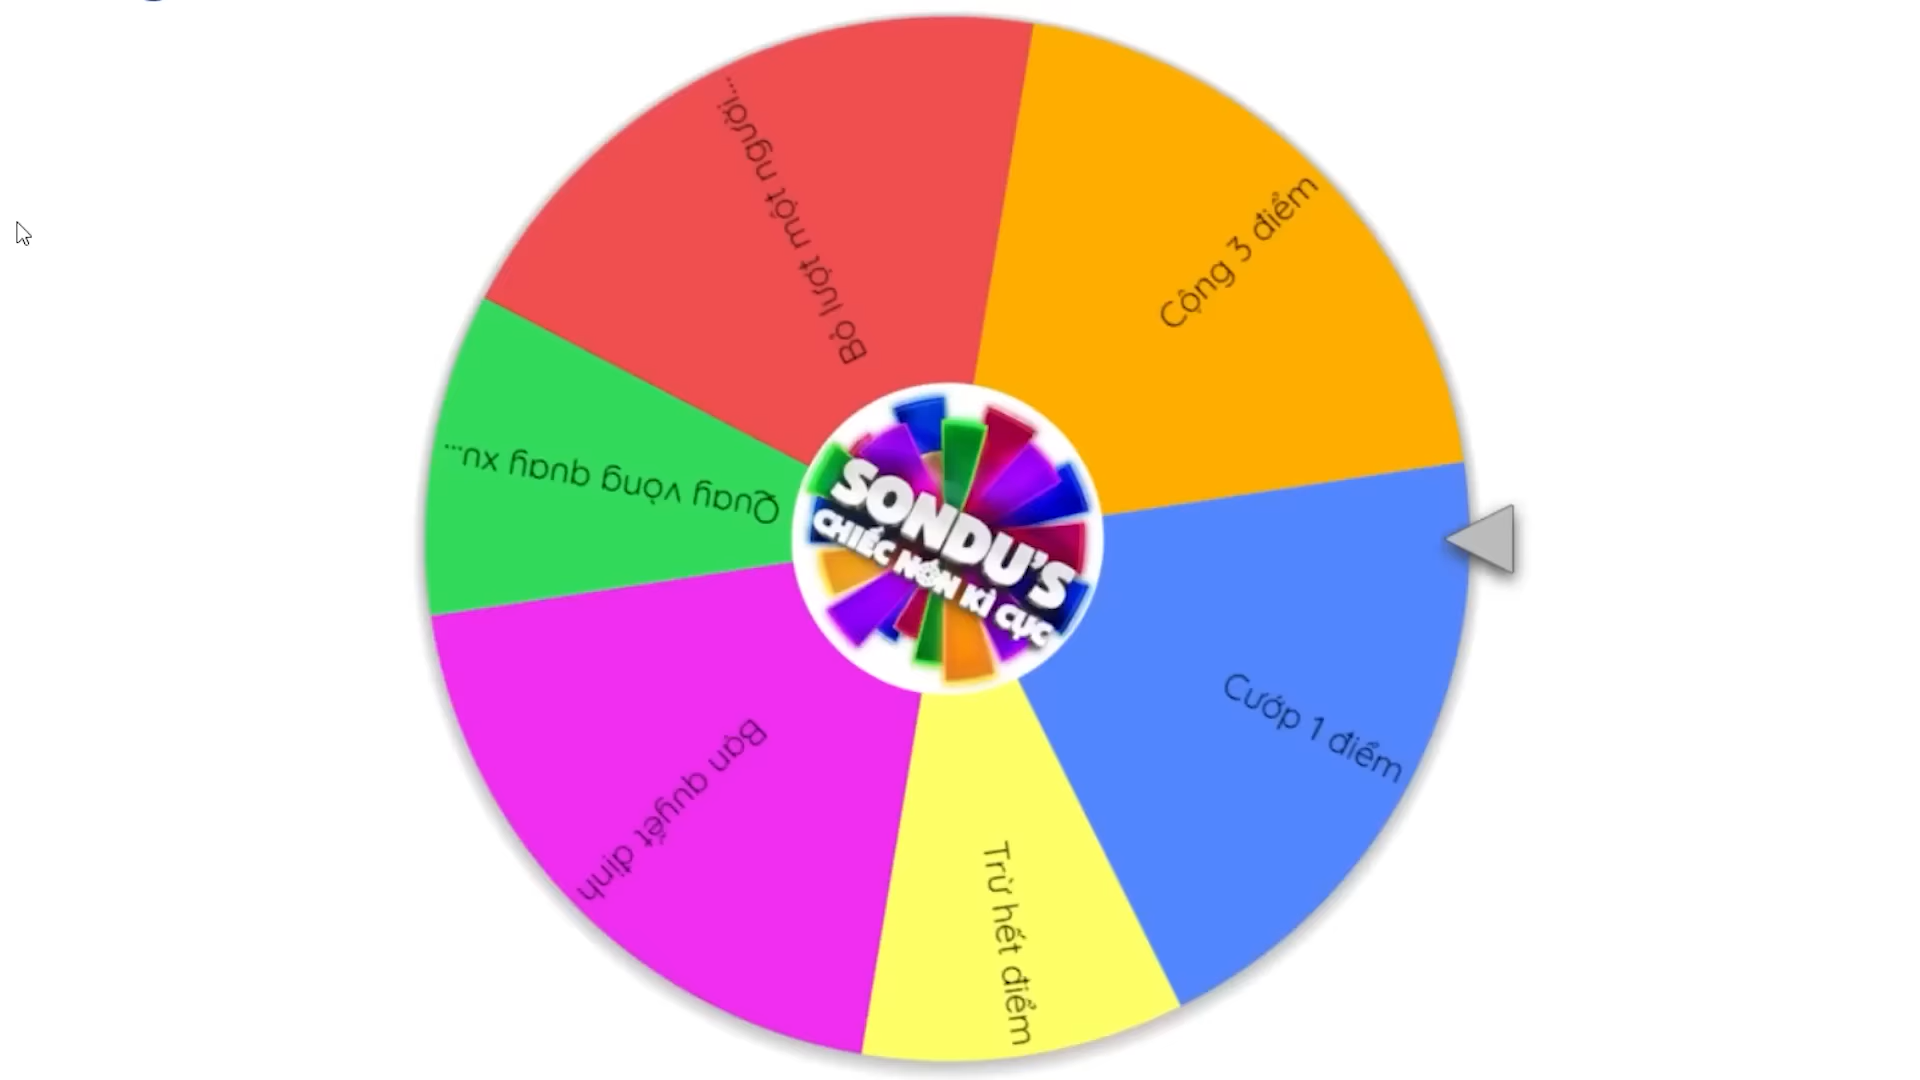 Bỏ lượt một người...
Cộng 3 điểm
Quay vòng quay xu...
SONDU'S
CHIẾC NÓN KÌ CỰC
Cướp 1 điểm
Bạn quyết định
Trừ hết điểm